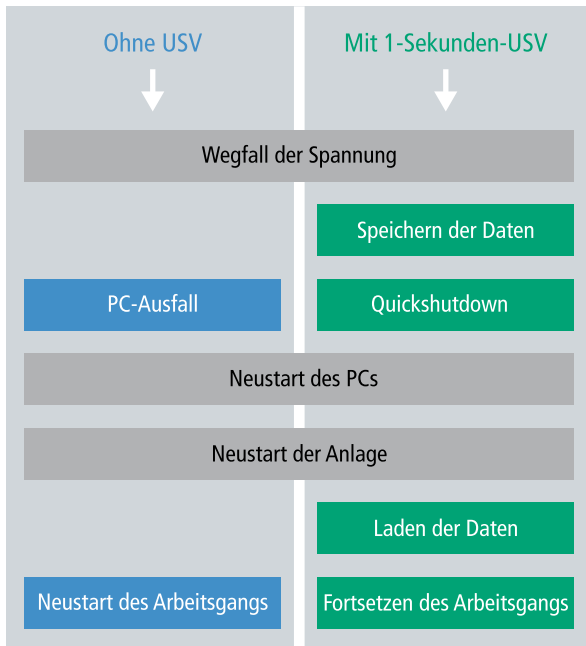 Ohne USV
Mit 1-Sekunden-USV
Wegfall der Spannung
Speichern der Daten
PC-Ausfall
Quickshutdown
Neustart des PCs
Neustart der Anlage
Laden der Daten
Neustart des Arbeitsgangs
Fortsetzen des Arbeitsgangs